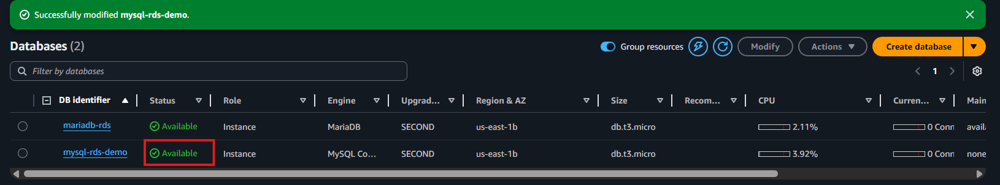 Successfully modified mysql-rds-demo.
Databases (2)
Group resources
Modify
Actions
Create database
Filter by databases
1
DB identifier Status Role Engine Upgrad... Region & AZ Size Recom... CPU Curren... Main
mariadb-rds Available Instance MariaDB SECOND us-east-1b db.t3.micro 2.11% 0 Conn availa
mysql-rds-demo Available Instance MySQL Co... SECOND us-east-1b db.t3.micro 3.92% 0 Conn none